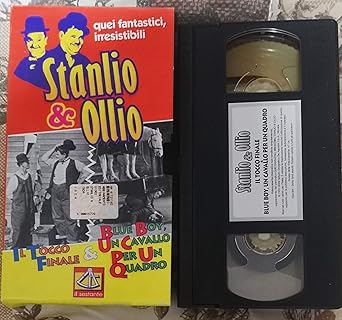 quei fantastici,
irresistibili
Stanlio
& Ollio
IL TOCCO
FINALE
&
BLUE BOY,
UN CAVALLO
PER UN
QUADRO
il sestante
Stanlio & Ollio
IL TOCCO FINALE
BLUE BOY, UN CAVALLO PER UN QUADRO